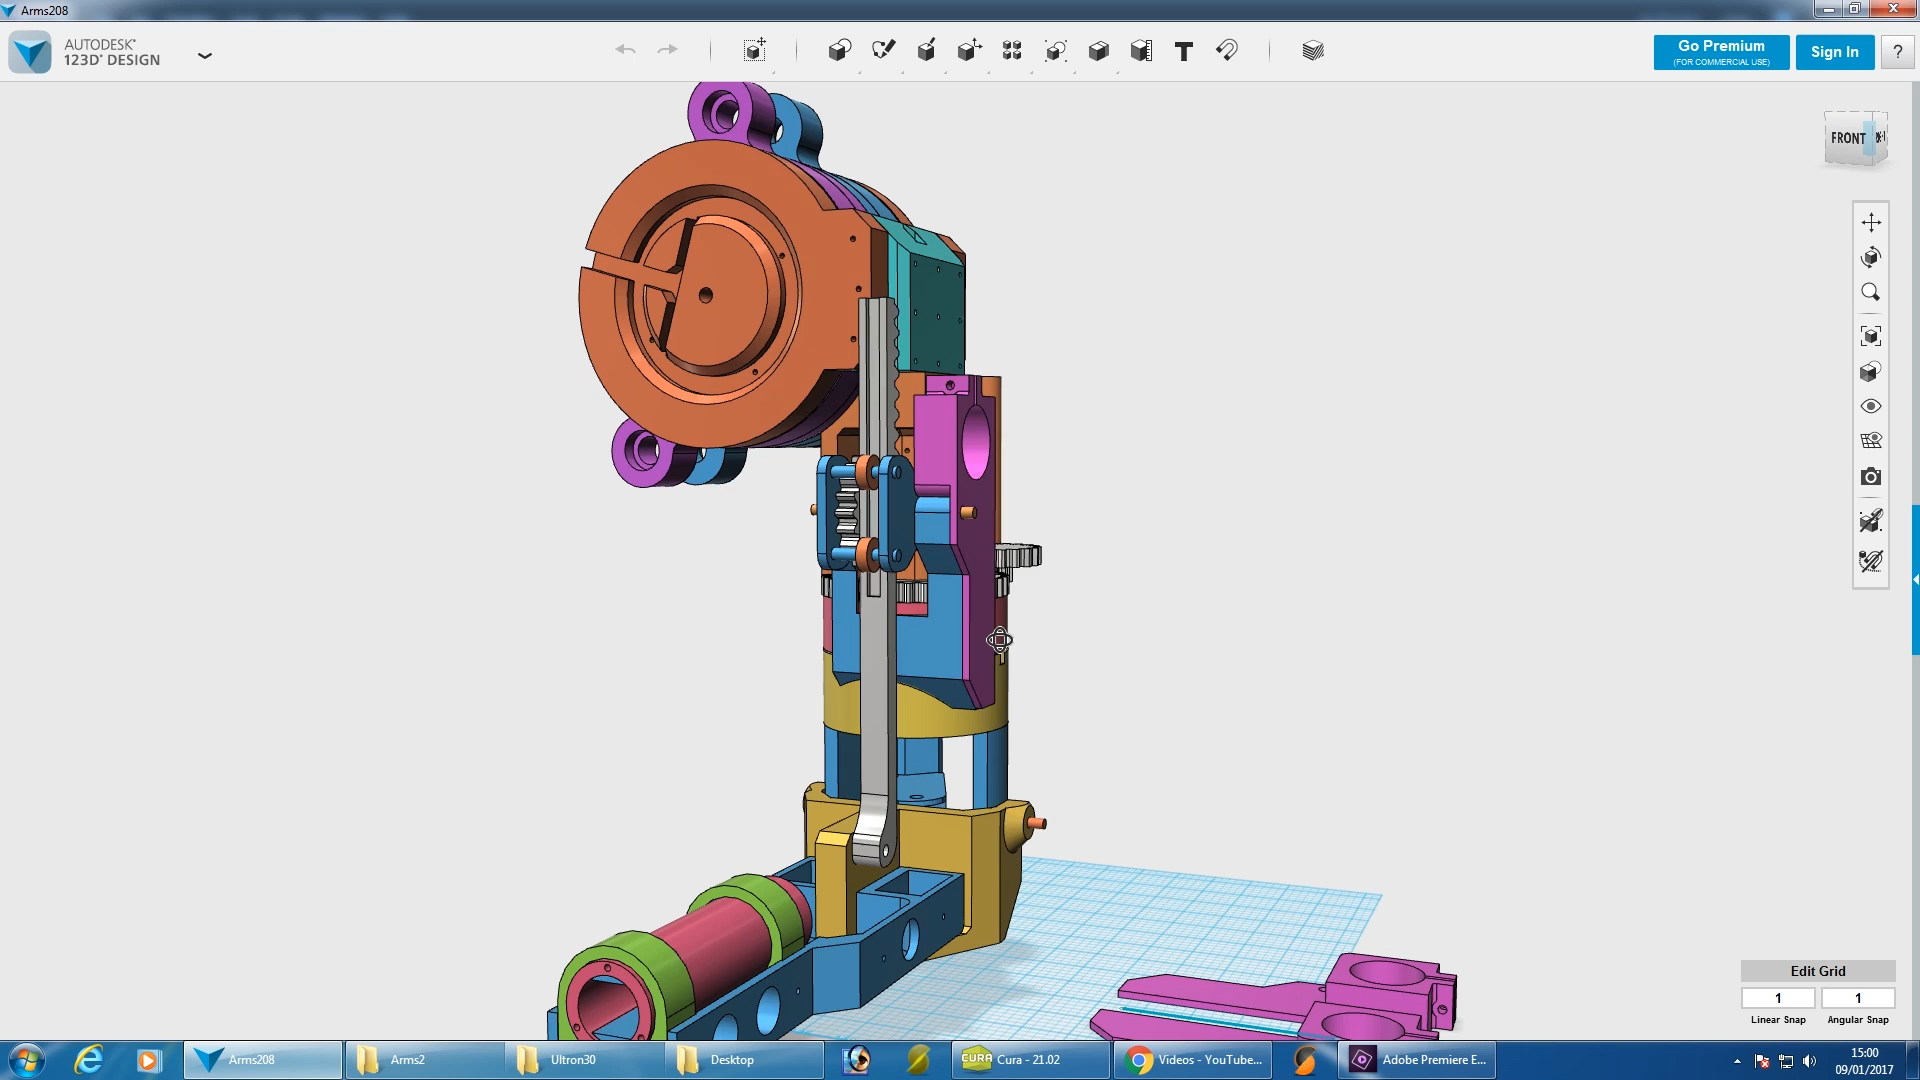 Arms208
AUTODESK®
123D® DESIGN
Go Premium
(FOR COMMERCIAL USE)
Sign In
?
T
FRONT
Edit Grid
1
1
Linear Snap
Angular Snap
Arms208
Arms2
Ultron30
Desktop
CURA
Cura - 21.02
Videos - YouTube...
Adobe Premiere E...
15:00
09/01/2017